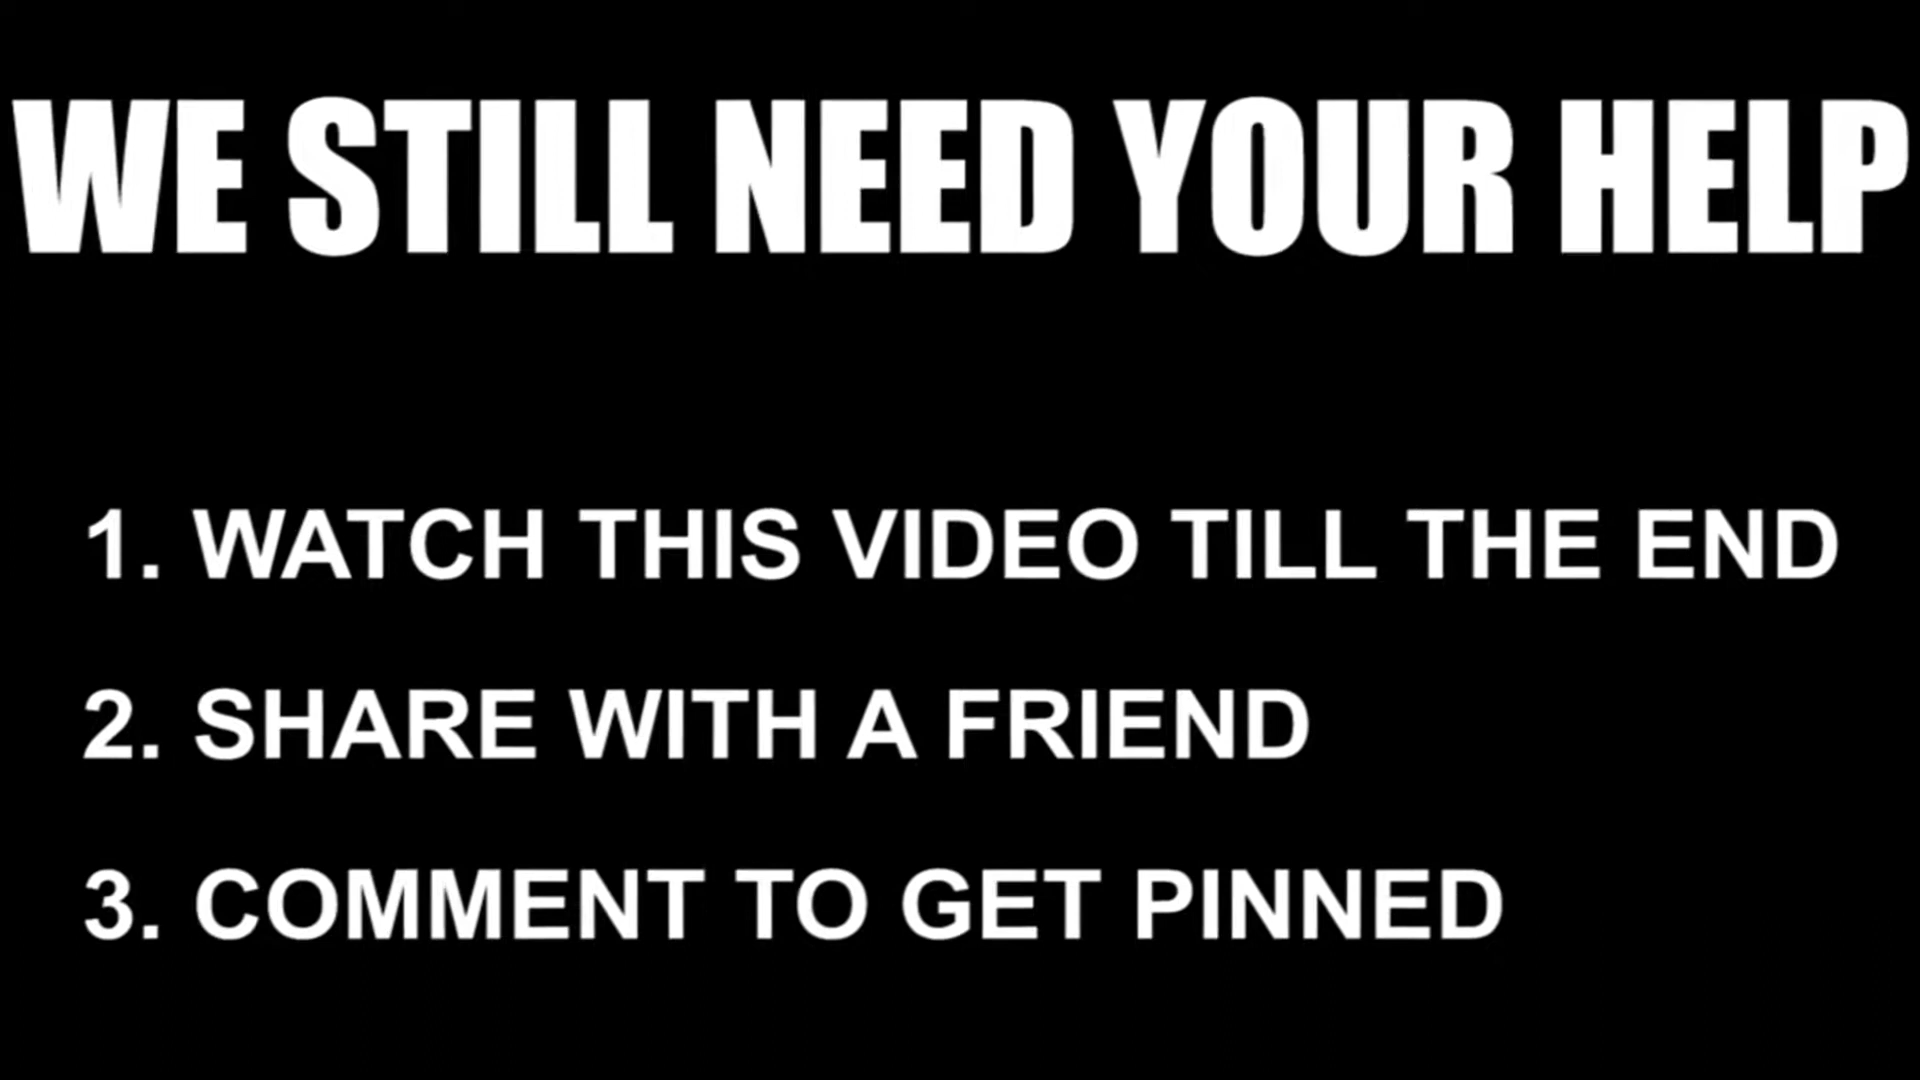 WE STILL NEED YOUR HELP
1. WATCH THIS VIDEO TILL THE END
2. SHARE WITH A FRIEND
3. COMMENT TO GET PINNED